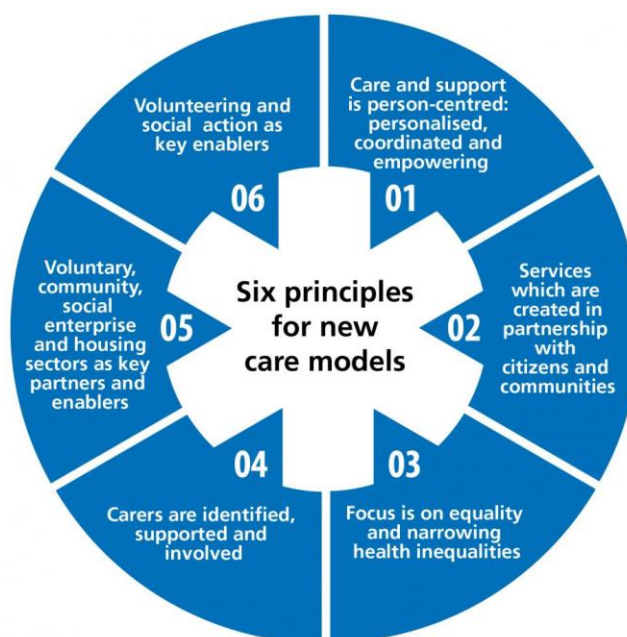 Six principles
for new
care models
Care and support
is person-centred:
personalised,
coordinated and
empowering
01
Services
which are
created in
partnership
with
citizens and
communities
02
03
Focus is on equality
and narrowing
health inequalities
04
Carers are identified,
supported and
involved
Voluntary,
community,
social
enterprise
and housing
sectors as key
partners and
enablers
05
Volunteering and
social action as
key enablers
06